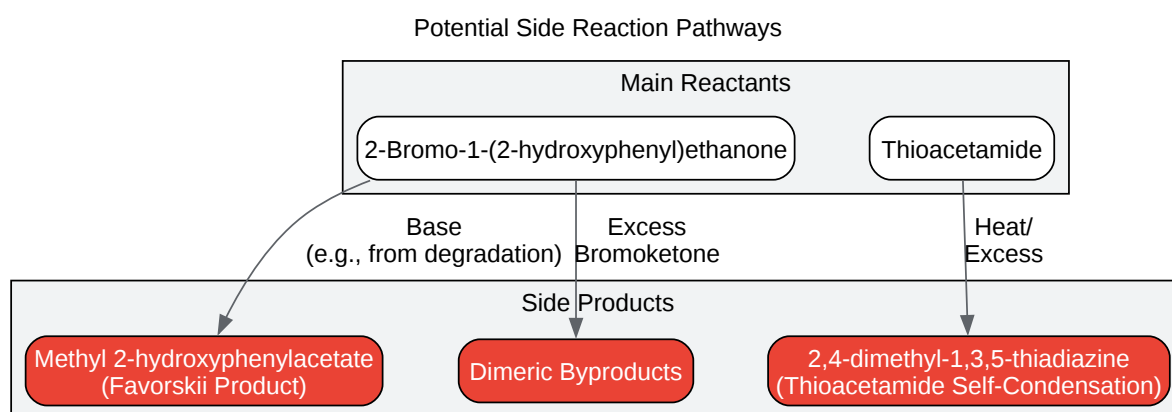 Potential Side Reaction Pathways
Main Reactants
2-Bromo-1-(2-hydroxyphenyl)ethanone
Thioacetamide
Base
(e.g., from degradation)
Excess
Bromoketone
Heat/
Excess
Side Products
Methyl 2-hydroxyphenylacetate
(Favorskii Product)
Dimeric Byproducts
2,4-dimethyl-1,3,5-thiadiazine
(Thioacetamide Self-Condensation)